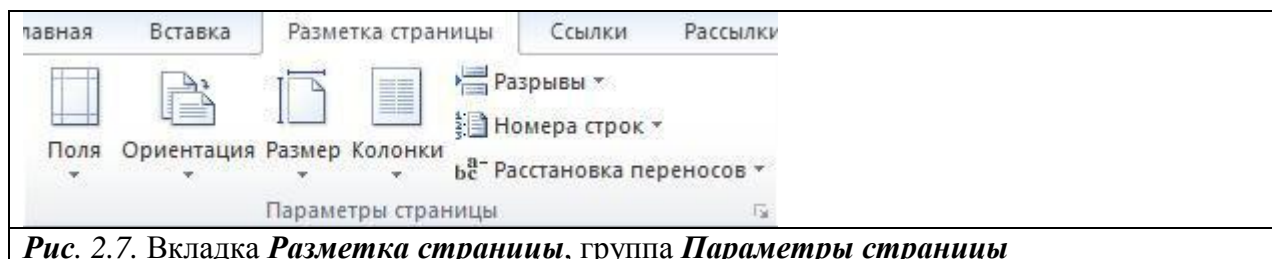 лавная Вставка Разметка страницы Ссылки Рассылки
Разрывы
Номера строк
Поля Ориентация Размер Колонки
Расстановка переносов
Параметры страницы
Рис. 2.7. Вкладка Разметка страницы, группа Параметры страницы